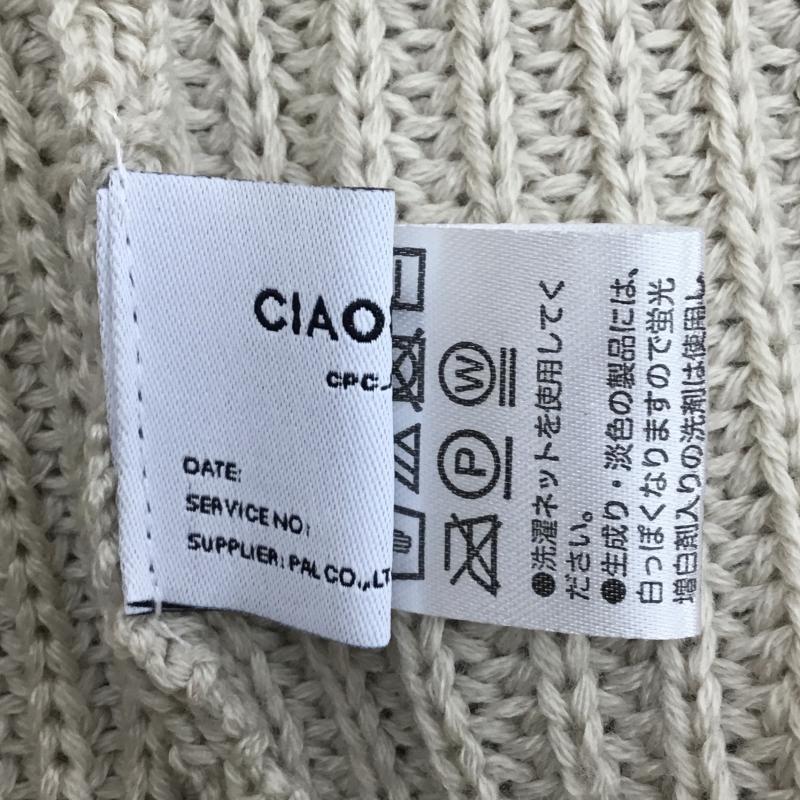 CIAO
CPC
DATE:
SERVICE NO:
SUPPLIER: PAL CO., LT
W
P
●洗濯ネットを使用してく
ださい。
●生成り・淡色の製品には、
白っぽくなりますので蛍光
増白剤入りの洗剤は使用し